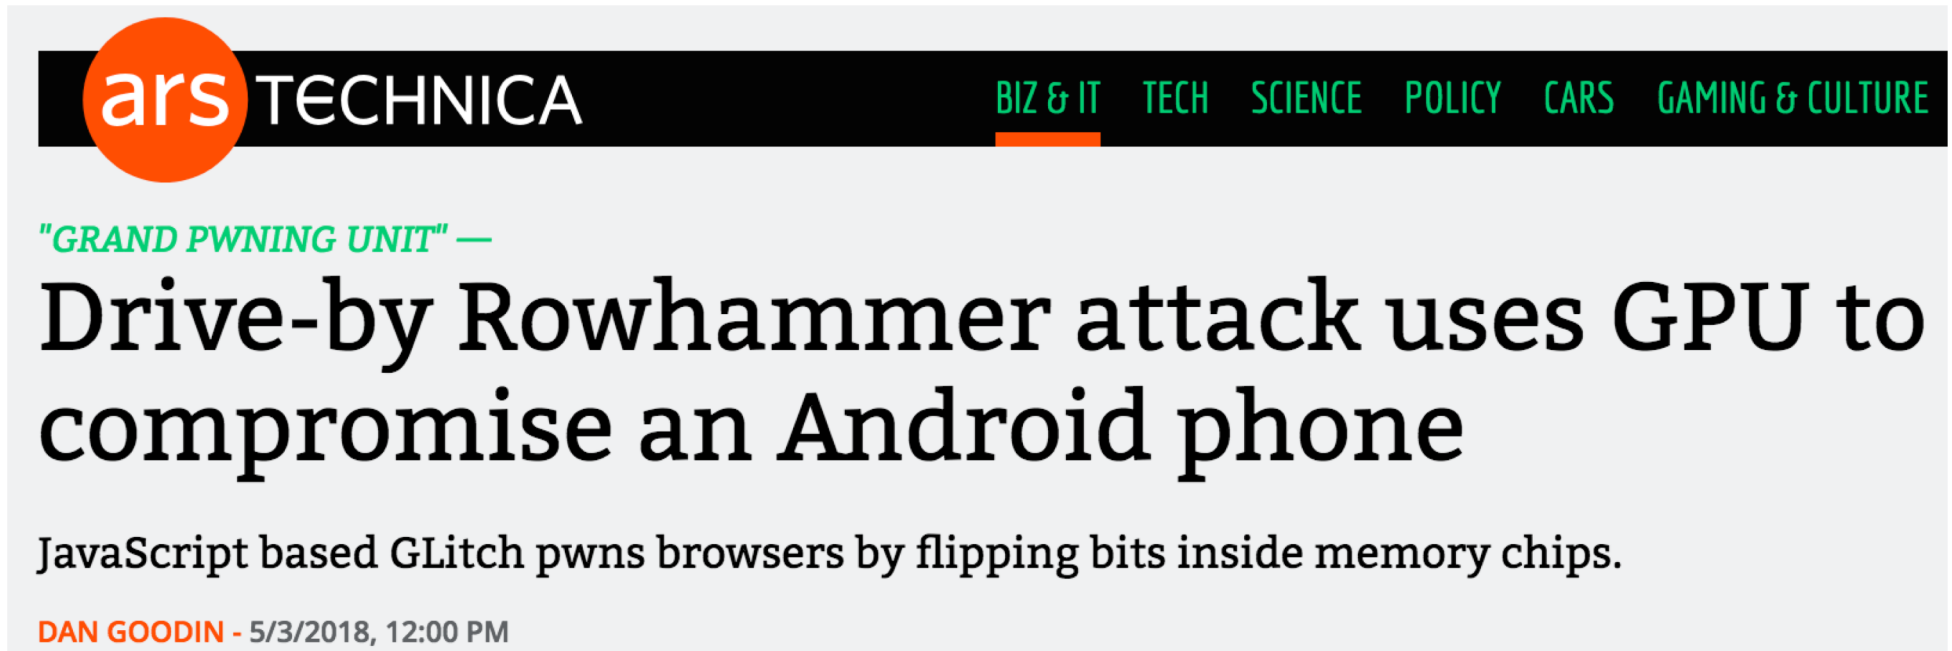 ars TECHNICA
BIZ & IT TECH SCIENCE POLICY CARS GAMING & CULTURE
"GRAND PWNING UNIT" —
Drive-by Rowhammer attack uses GPU to
compromise an Android phone
JavaScript based GLitch pwns browsers by flipping bits inside memory chips.
DAN GOODIN - 5/3/2018, 12:00 PM